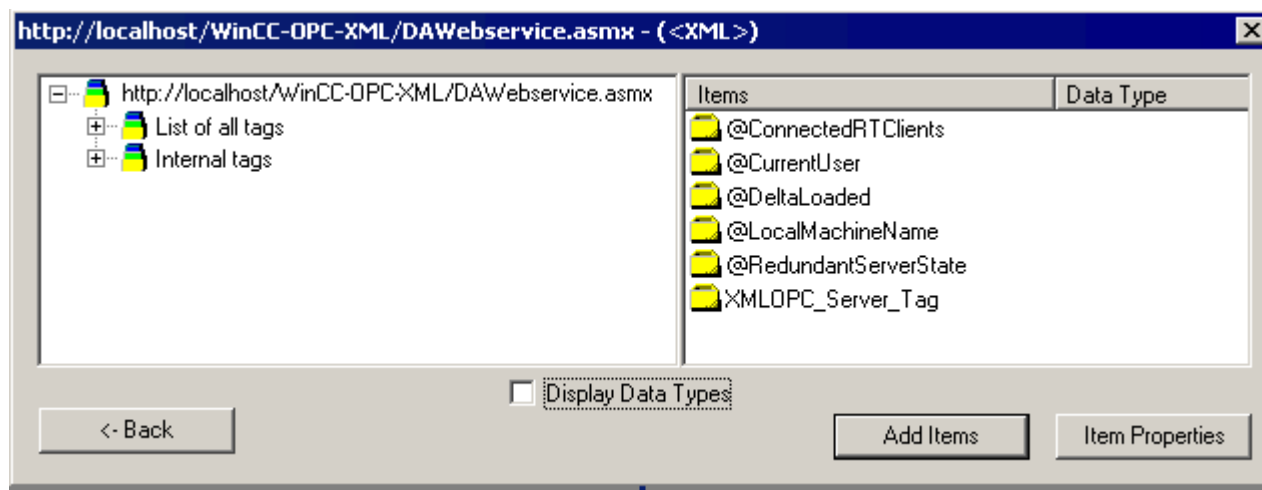 http://localhost/WinCC-OPC-XML/DAWebservice.asmx - (<XML>)
http://localhost/WinCC-OPC-XML/DAWebservice.asmx
List of all tags
Internal tags
Items Data Type
@ConnectedRTClients
@CurrentUser
@DeltaLoaded
@LocalMachineName
@RedundantServerState
XMLOPC_Server_Tag
Display Data Types
<- Back
Add Items
Item Properties